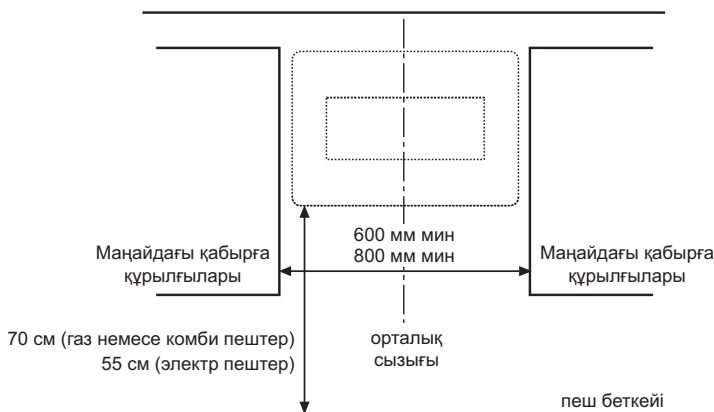 600 мм мин
800 мм мин
Маңайдағы қабырға
құрылғылары
Маңайдағы қабырға
құрылғылары
70 см (газ немесе комби пештер)
55 см (электр пештер)
орталық
сызығы
пеш беткейі